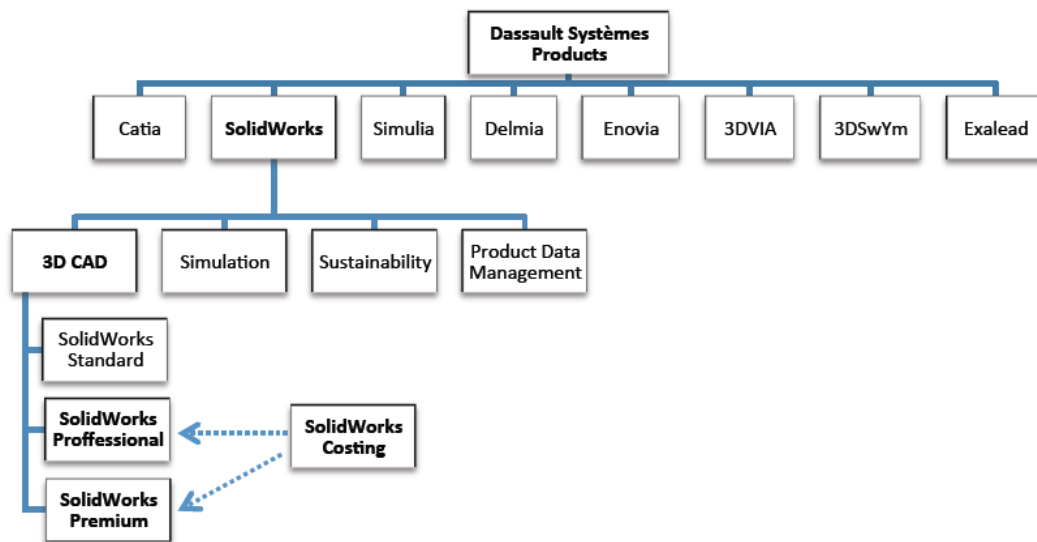 Dassault Systèmes
Products
Catia
SolidWorks
Simulia
Delmia
Enovia
3DVIA
3DSwYm
Exalead
3D CAD
Simulation
Sustainability
Product Data
Management
SolidWorks
Standard
SolidWorks
Proffessional
SolidWorks
Costing
SolidWorks
Premium